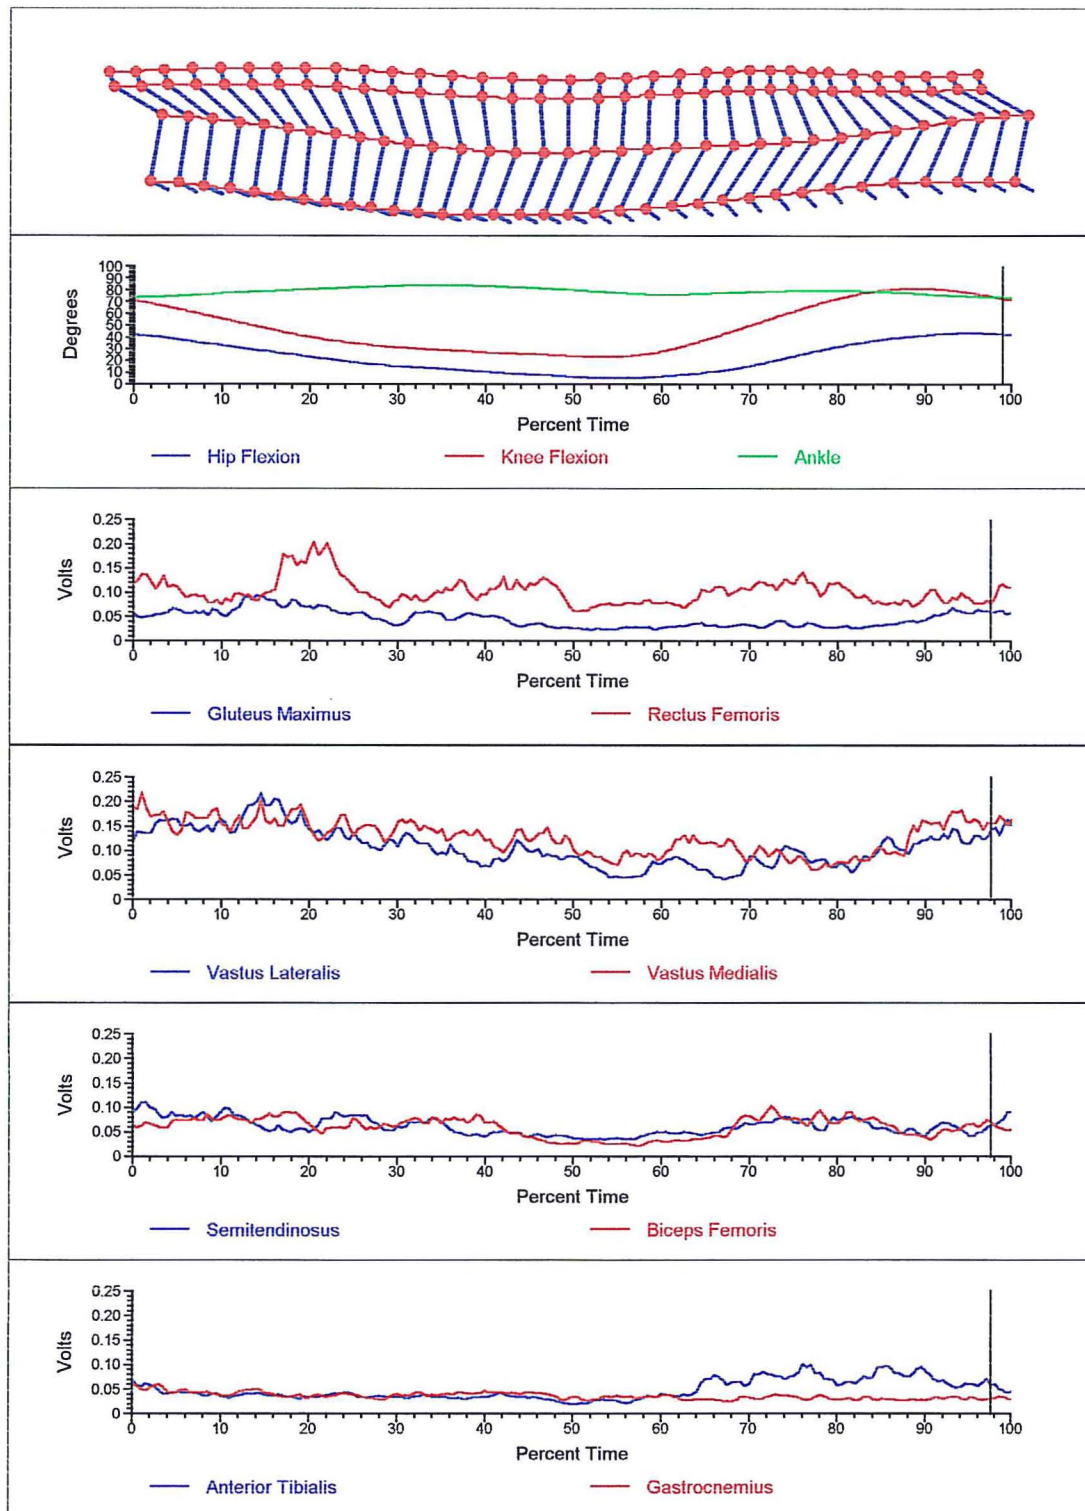 100
90
80
70
60
50
40
30
20
10
0
Degrees
0 10 20 30 40 50 60 70 80 90 100
Percent Time
Hip Flexion Knee Flexion Ankle
0.25
0.20
0.15
0.10
0.05
0
Volts
0 10 20 30 40 50 60 70 80 90 100
Percent Time
Gluteus Maximus Rectus Femoris
0.25
0.20
0.15
0.10
0.05
0
Volts
0 10 20 30 40 50 60 70 80 90 100
Percent Time
Vastus Lateralis Vastus Medialis
0.25
0.20
0.15
0.10
0.05
0
Volts
0 10 20 30 40 50 60 70 80 90 100
Percent Time
Semitendinosus Biceps Femoris
0.25
0.20
0.15
0.10
0.05
0
Volts
0 10 20 30 40 50 60 70 80 90 100
Percent Time
Anterior Tibialis Gastrocnemius